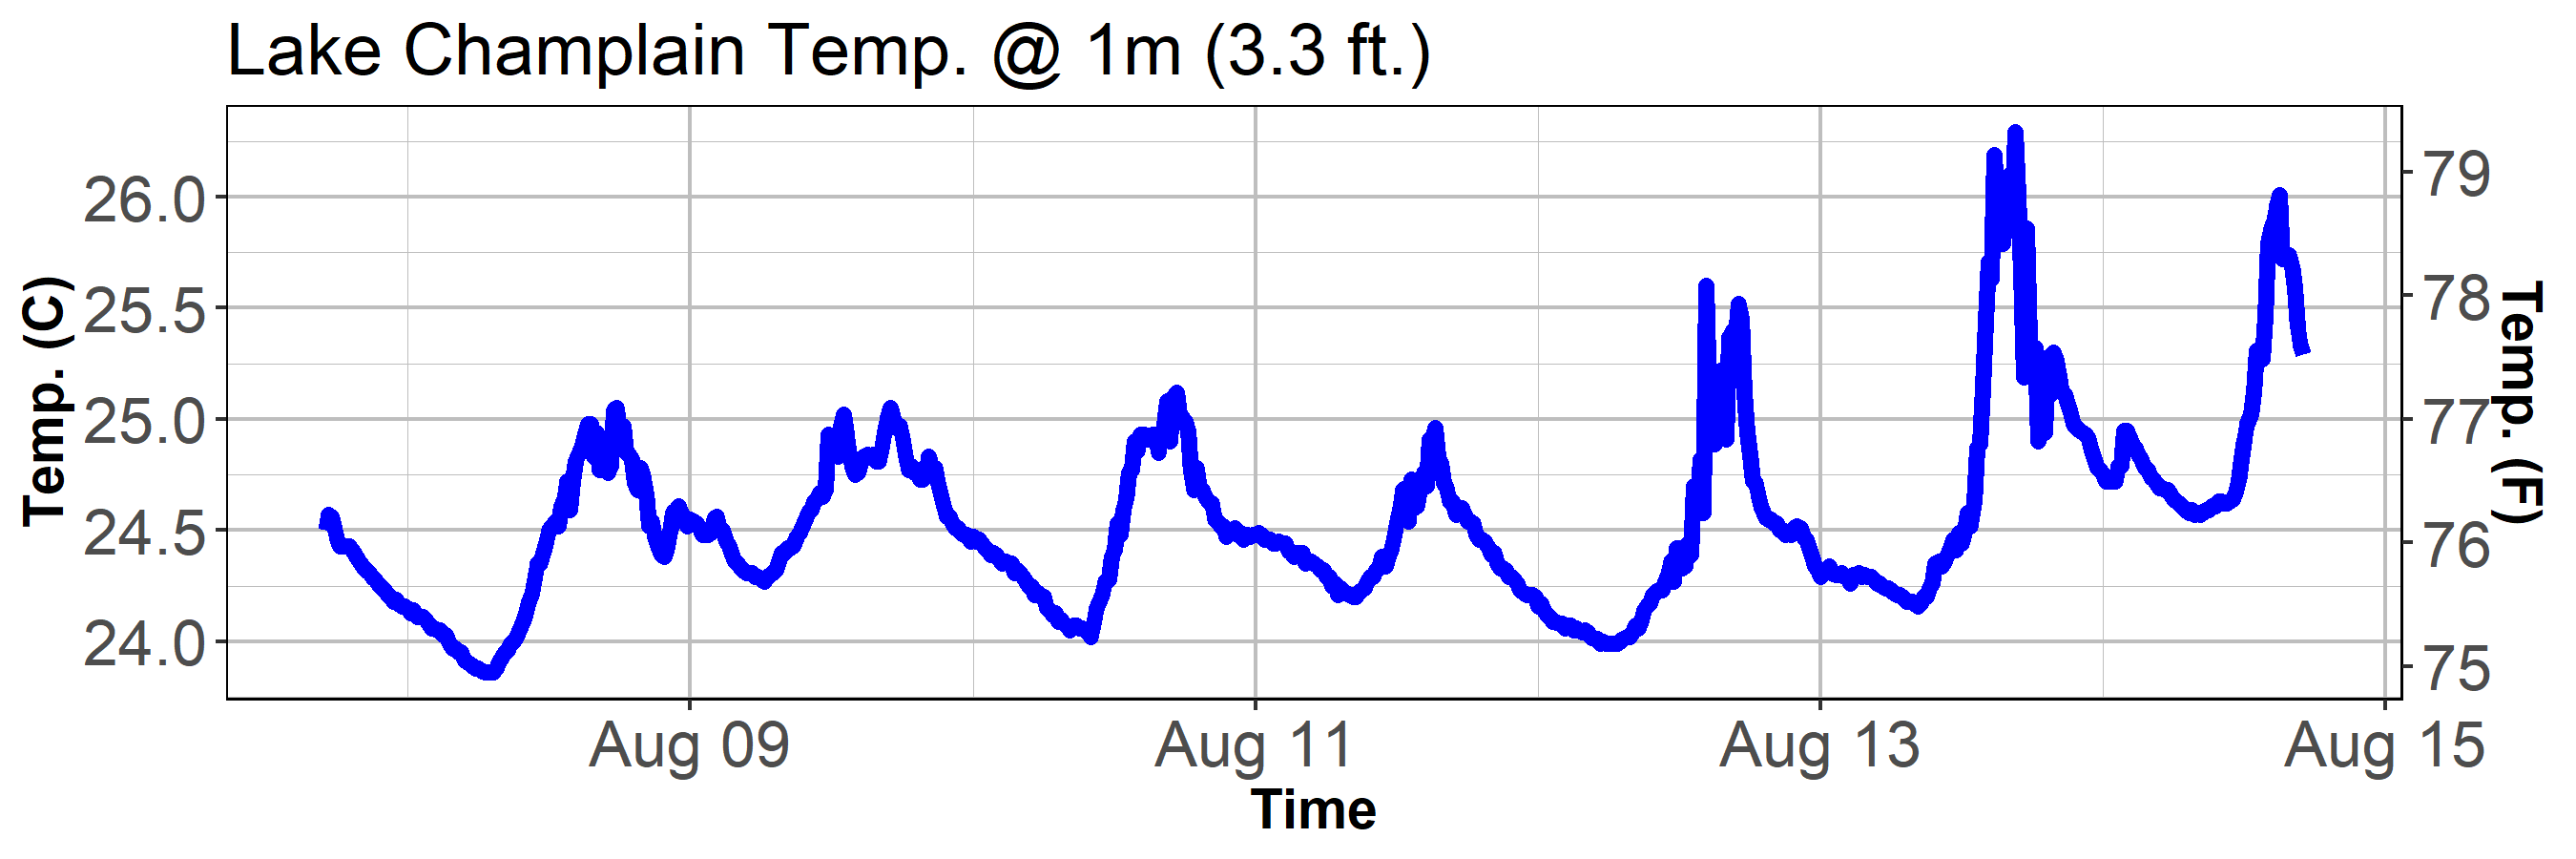 Lake Champlain Temp. @ 1m (3.3 ft.)
Temp. (C)
26.0
25.5
25.0
24.5
24.0
79
78
77
76
75
Temp. (F)
Aug 09
Aug 11
Aug 13
Aug 15
Time